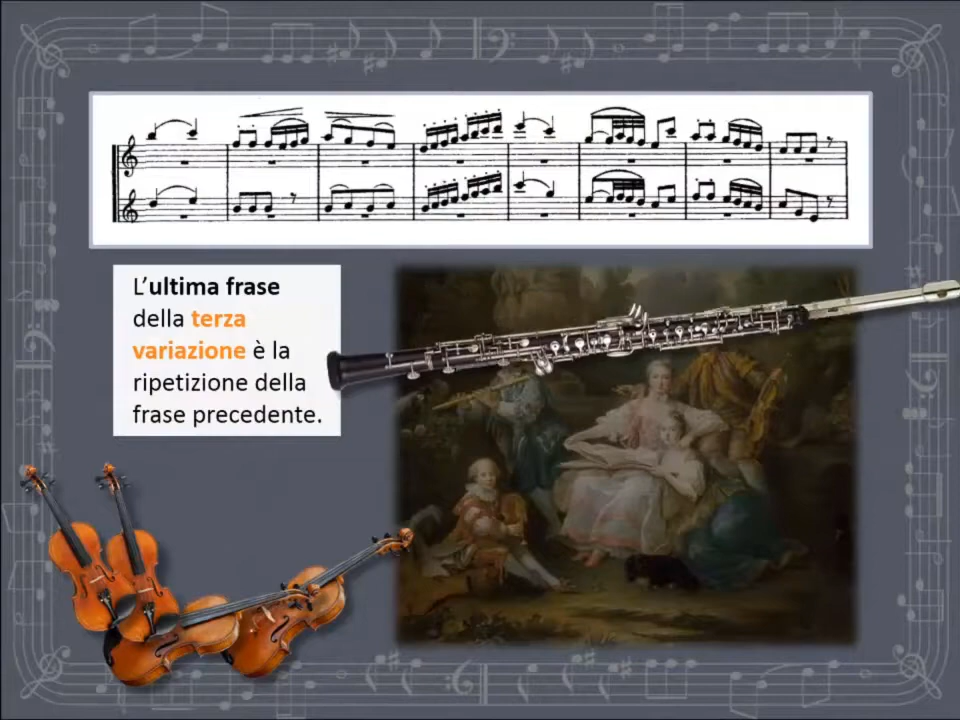 L’ultima frase
della terza
variazione è la
ripetizione della
frase precedente.